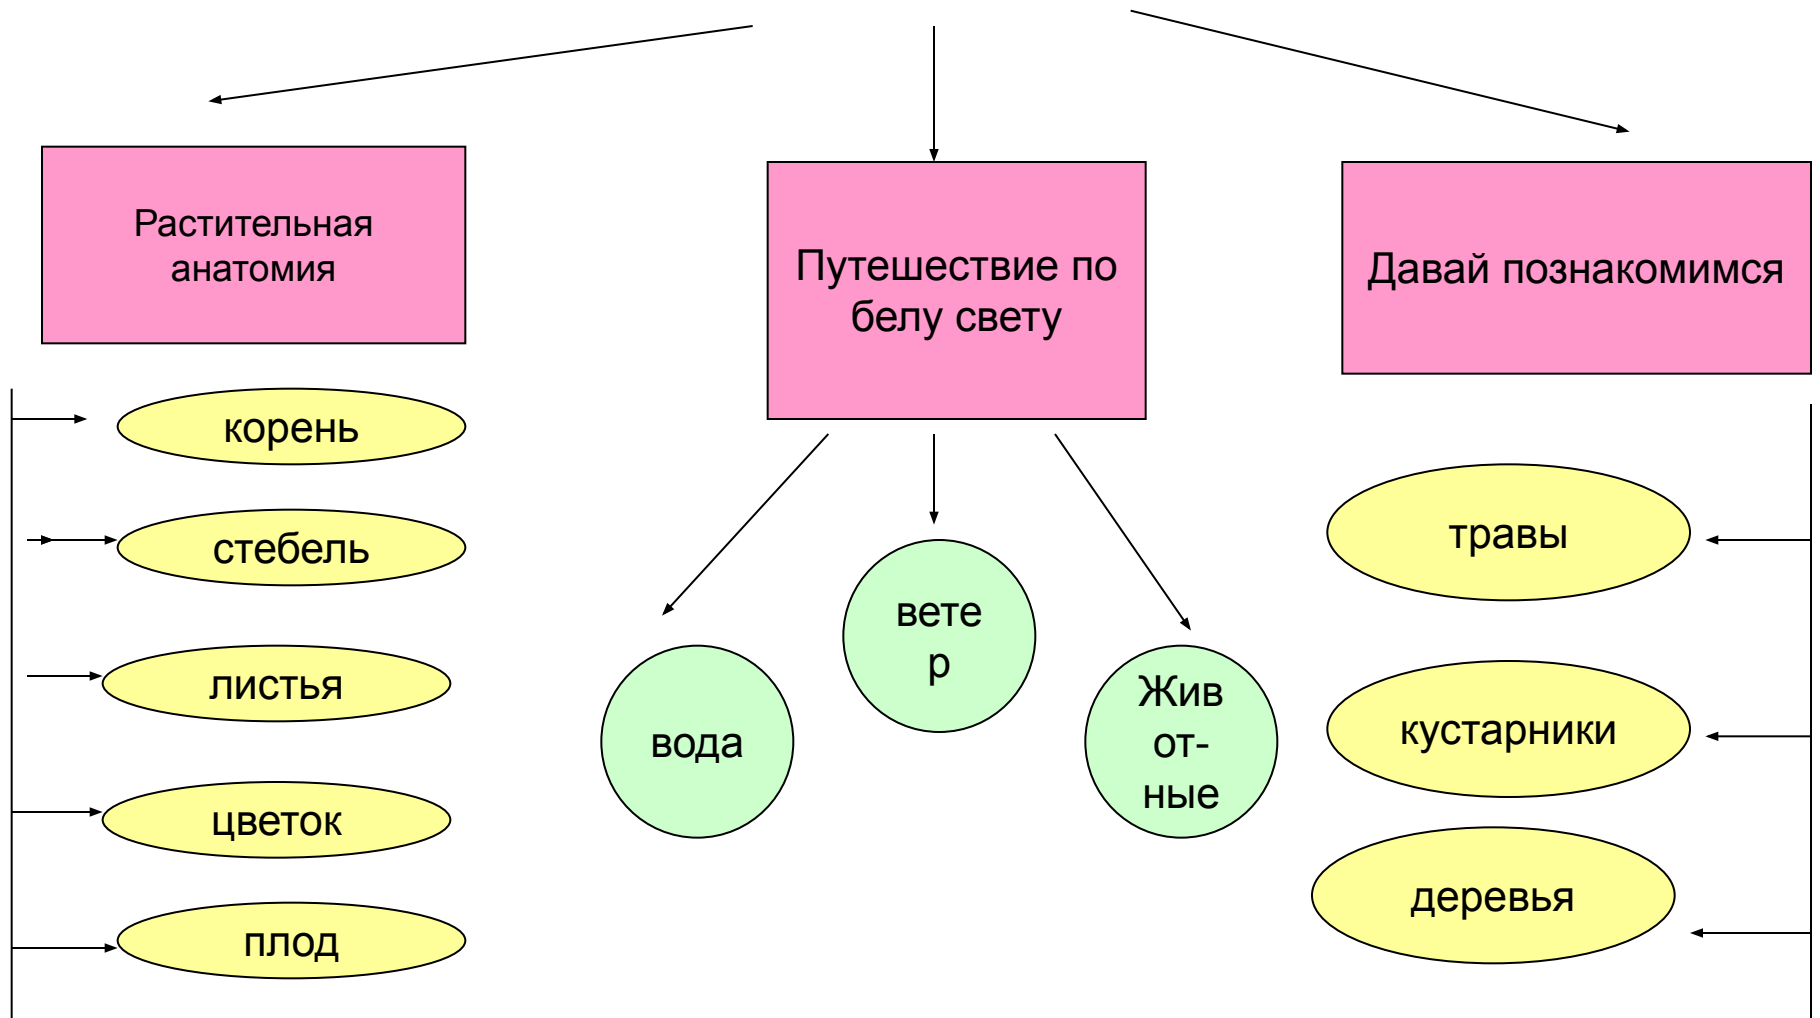 Растительная
анатомия
Путешествие по
белу свету
Давай познакомимся
корень
стебель
листья
цветок
плод
вода
вете
р
Жив
от-
ные
травы
кустарники
деревья